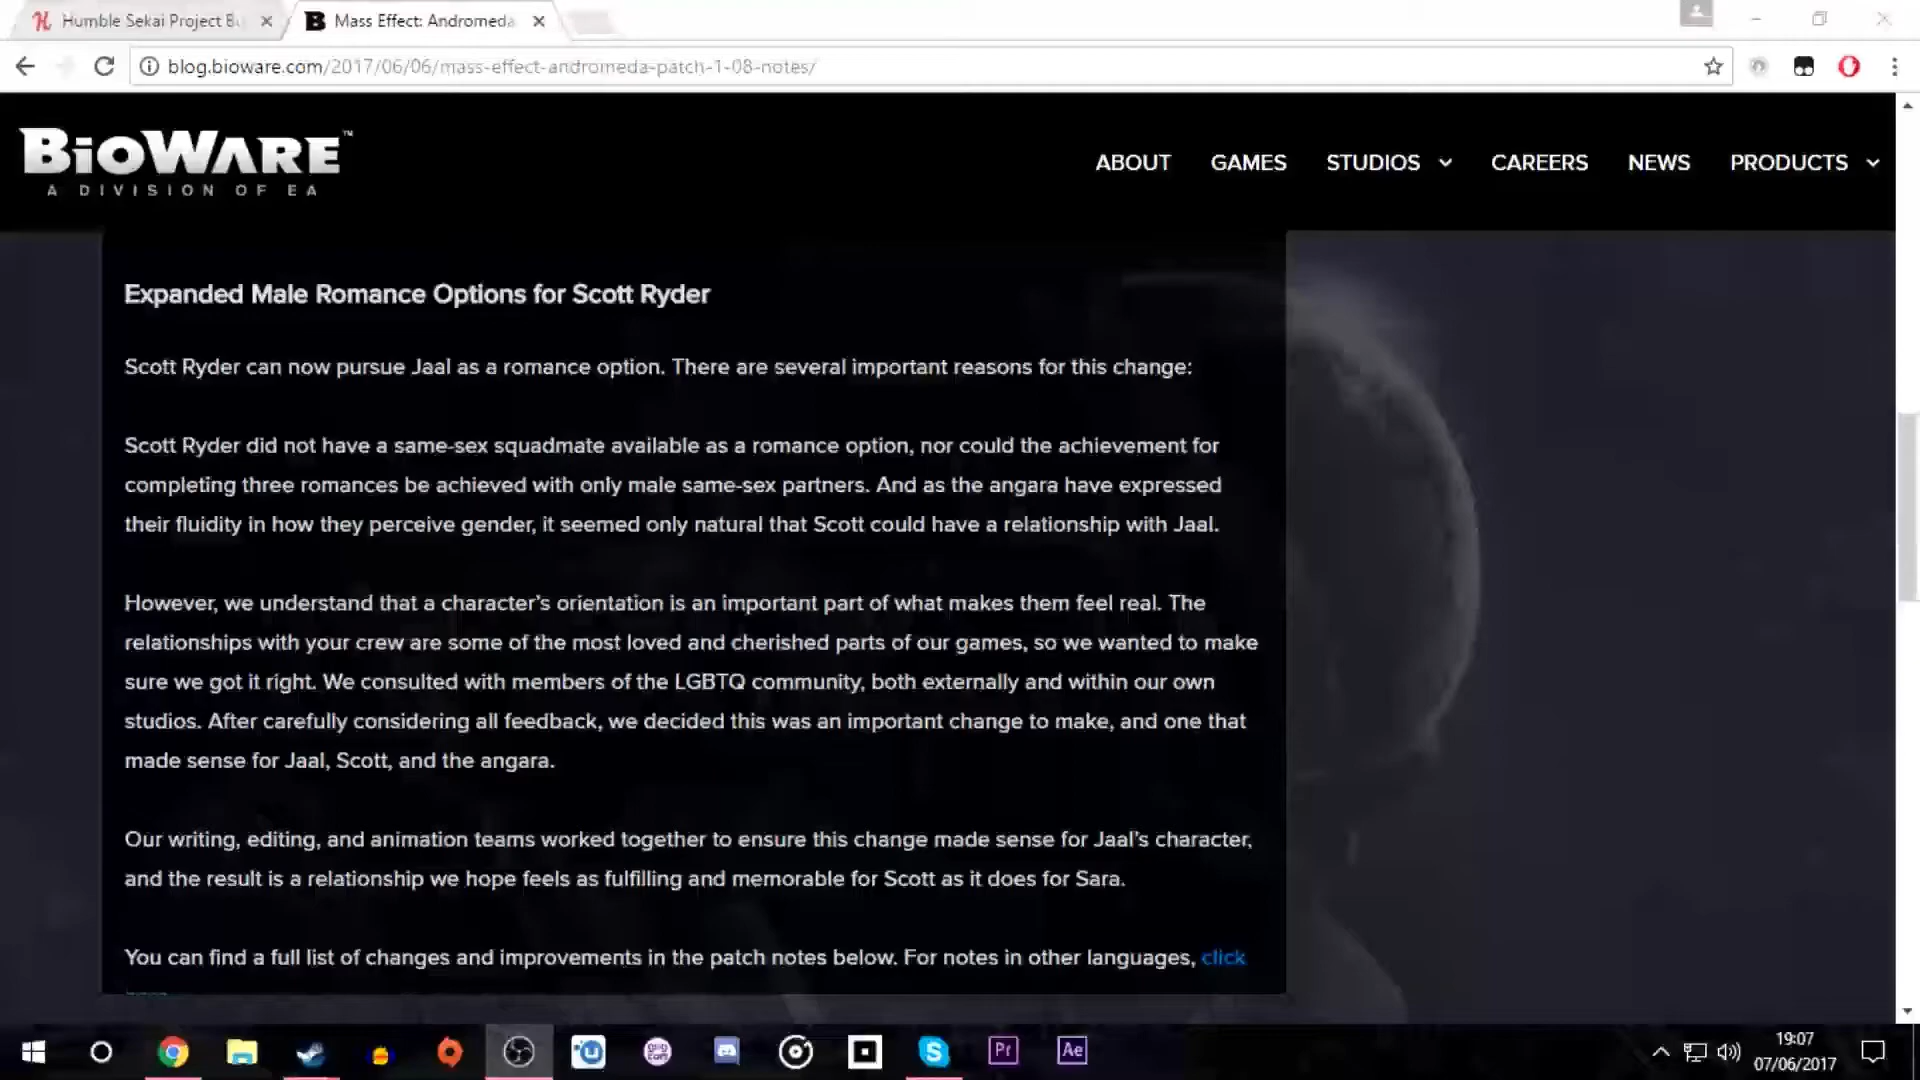 Humble Sekai Project Bu
Mass Effect: Andromeda
blog.bioware.com/2017/06/06/mass-effect-andromeda-patch-1-08-notes/
BIOWARE™
A DIVISION OF EA
ABOUT GAMES STUDIOS CAREERS NEWS PRODUCTS
Expanded Male Romance Options for Scott Ryder
Scott Ryder can now pursue Jaal as a romance option. There are several important reasons for this change:
Scott Ryder did not have a same-sex squadmate available as a romance option, nor could the achievement for
completing three romances be achieved with only male same-sex partners. And as the angara have expressed
their fluidity in how they perceive gender, it seemed only natural that Scott could have a relationship with Jaal.
However, we understand that a character's orientation is an important part of what makes them feel real. The
relationships with your crew are some of the most loved and cherished parts of our games, so we wanted to make
sure we got it right. We consulted with members of the LGBTQ community, both externally and within our own
studios. After carefully considering all feedback, we decided this was an important change to make, and one that
made sense for Jaal, Scott, and the angara.
Our writing, editing, and animation teams worked together to ensure this change made sense for Jaal's character,
and the result is a relationship we hope feels as fulfilling and memorable for Scott as it does for Sara.
You can find a full list of changes and improvements in the patch notes below. For notes in other languages, click
gog.com
Pr
Ae
19:07
07/06/2017